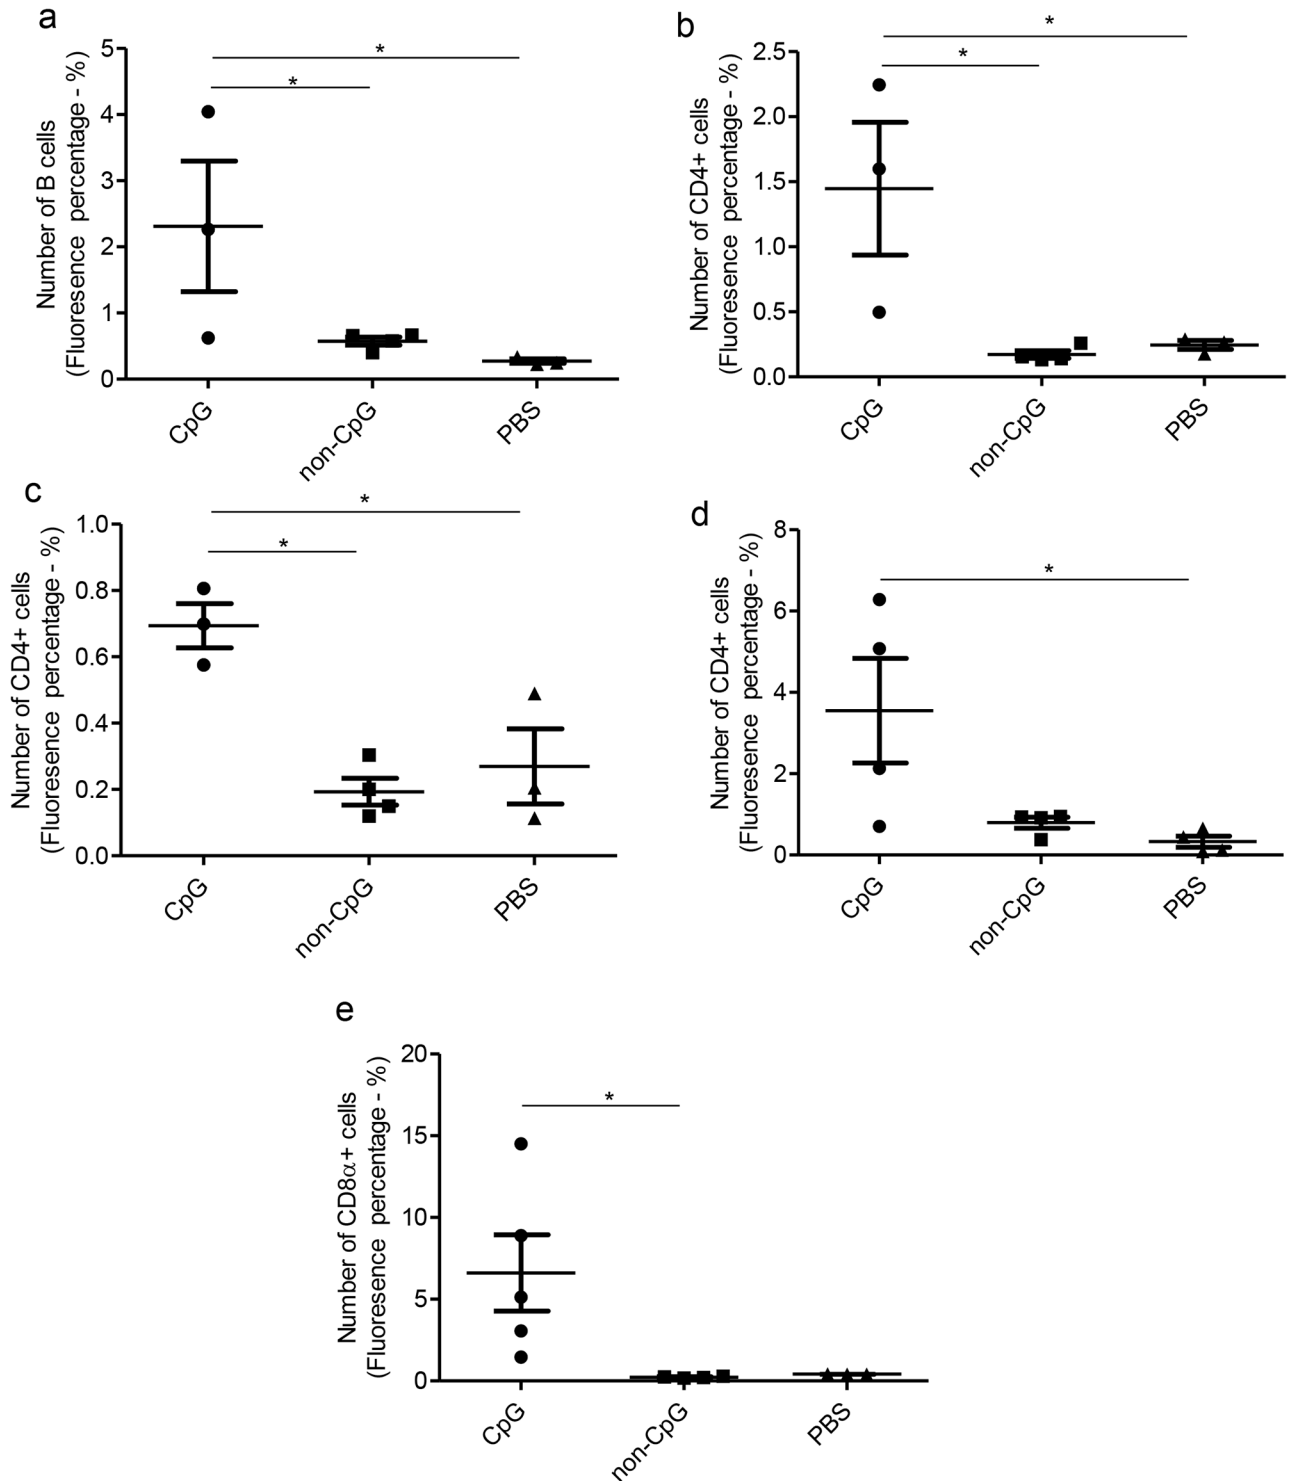 a
*
*
Number of B cells
(Fluoresence percentage - %)
5
4
3
2
1
0
CpG
non-CpG
PBS
b
*
*
Number of CD4+ cells
(Fluoresence percentage - %)
2.5
2.0
1.5
1.0
0.5
0.0
CpG
non-CpG
PBS
c
*
*
Number of CD4+ cells
(Fluoresence percentage - %)
1.0
0.8
0.6
0.4
0.2
0.0
CpG
non-CpG
PBS
d
*
Number of CD4+ cells
(Fluoresence percentage - %)
8
6
4
2
0
CpG
non-CpG
PBS
e
*
Number of CD8α+ cells
(Fluoresence percentage - %)
20
15
10
5
0
CpG
non-CpG
PBS